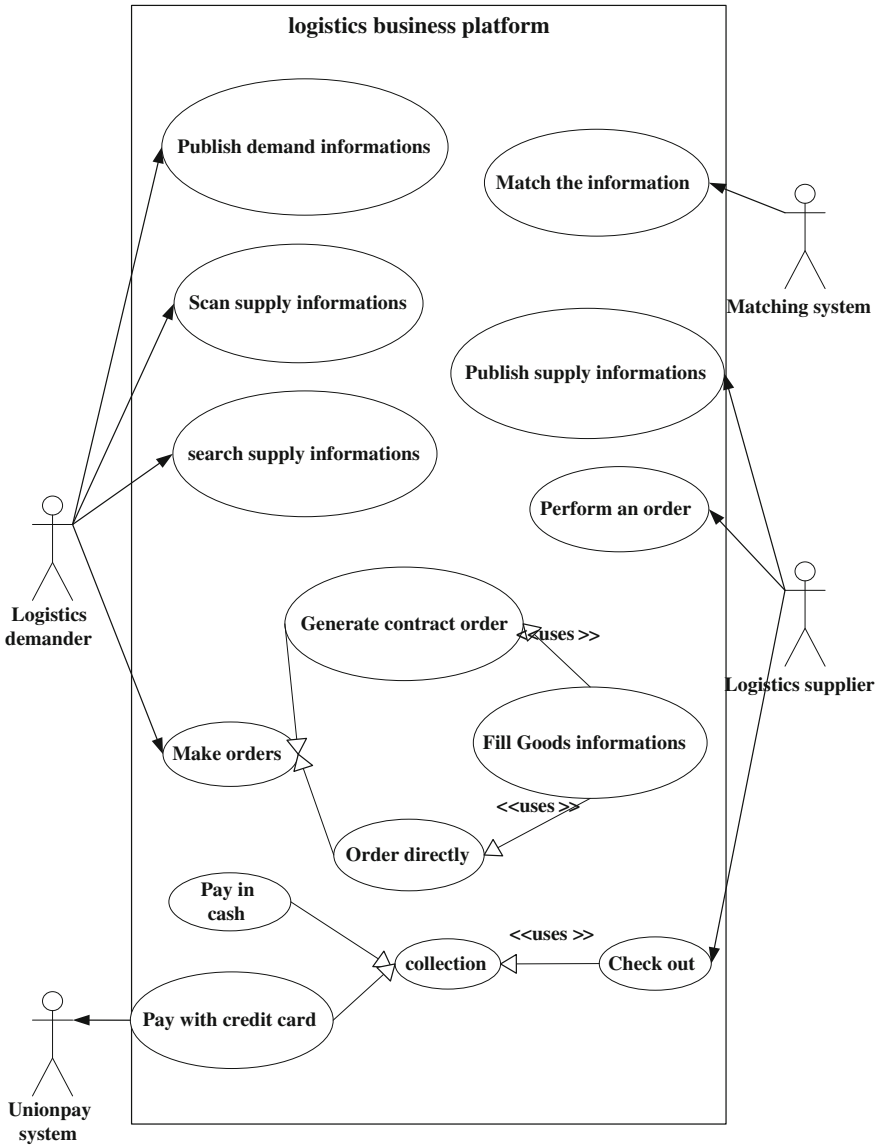 logistics business platform
Publish demand informations
Match the information
Scan supply informations
Matching system
Publish supply informations
search supply informations
Perform an order
Logistics
demander
Generate contract order
<<uses >>
Logistics supplier
Make orders
Fill Goods informations
<<uses >>
Order directly
Pay in
cash
<<uses >>
collection
Check out
Pay with credit card
Unionpay
system